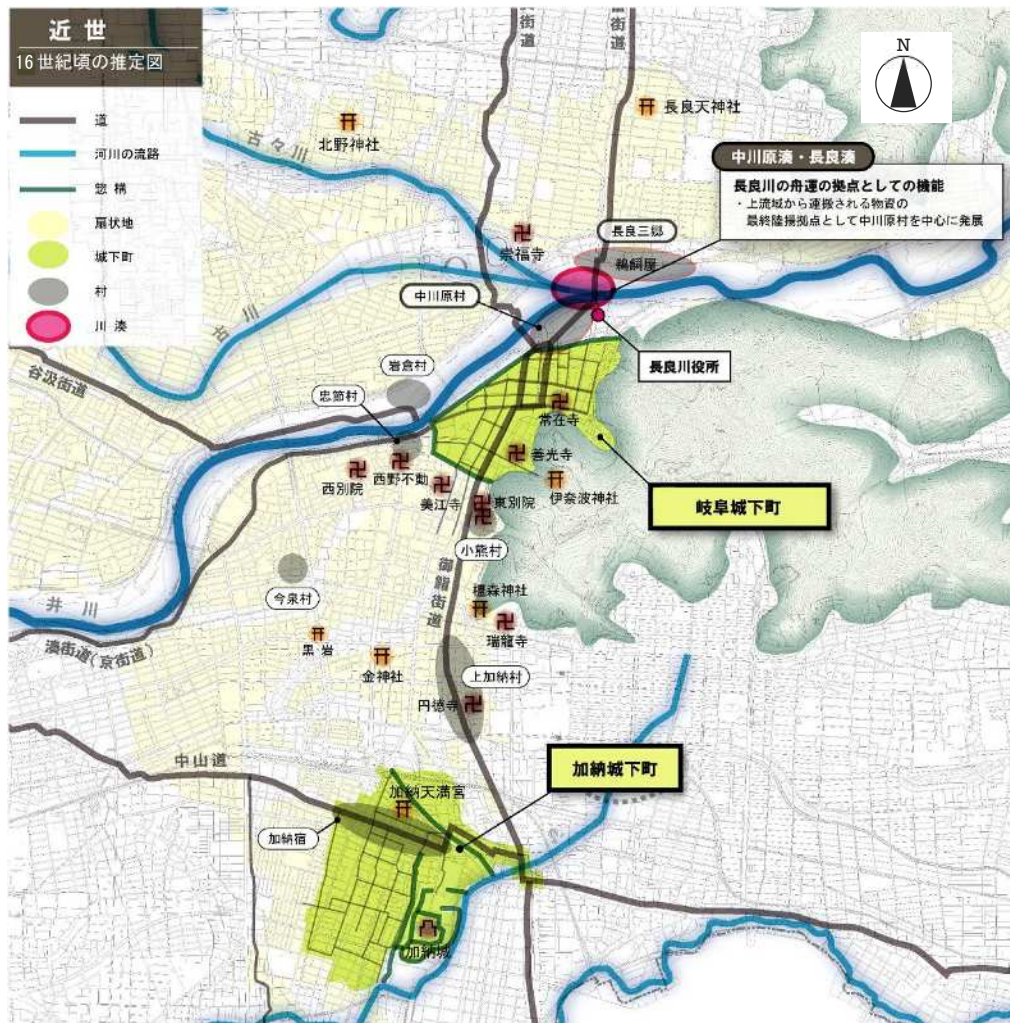 近世
16世紀頃の推定図
道
河川の流路
惣構
扇状地
城下町
村
川湊
N
街道
街道
古々川
北野神社
長良天神社
中川原湊・長良湊
長良川の舟運の拠点としての機能
・上流域から運搬される物資の
最終陸揚拠点として中川原村を中心に発展
崇福寺
長良三郷
鵜飼屋
中川原村
古川
長良川役所
谷汲街道
岩倉村
忠節村
常在寺
善光寺
西別院
西野不動
美江寺
東別院
伊奈波神社
岐阜城下町
小熊村
御鮨街道
今泉村
橿森神社
瑞龍寺
井川
湊街道(京街道)
黒岩
金神社
上加納村
円徳寺
中山道
加納城下町
加納天満宮
加納宿
加納城